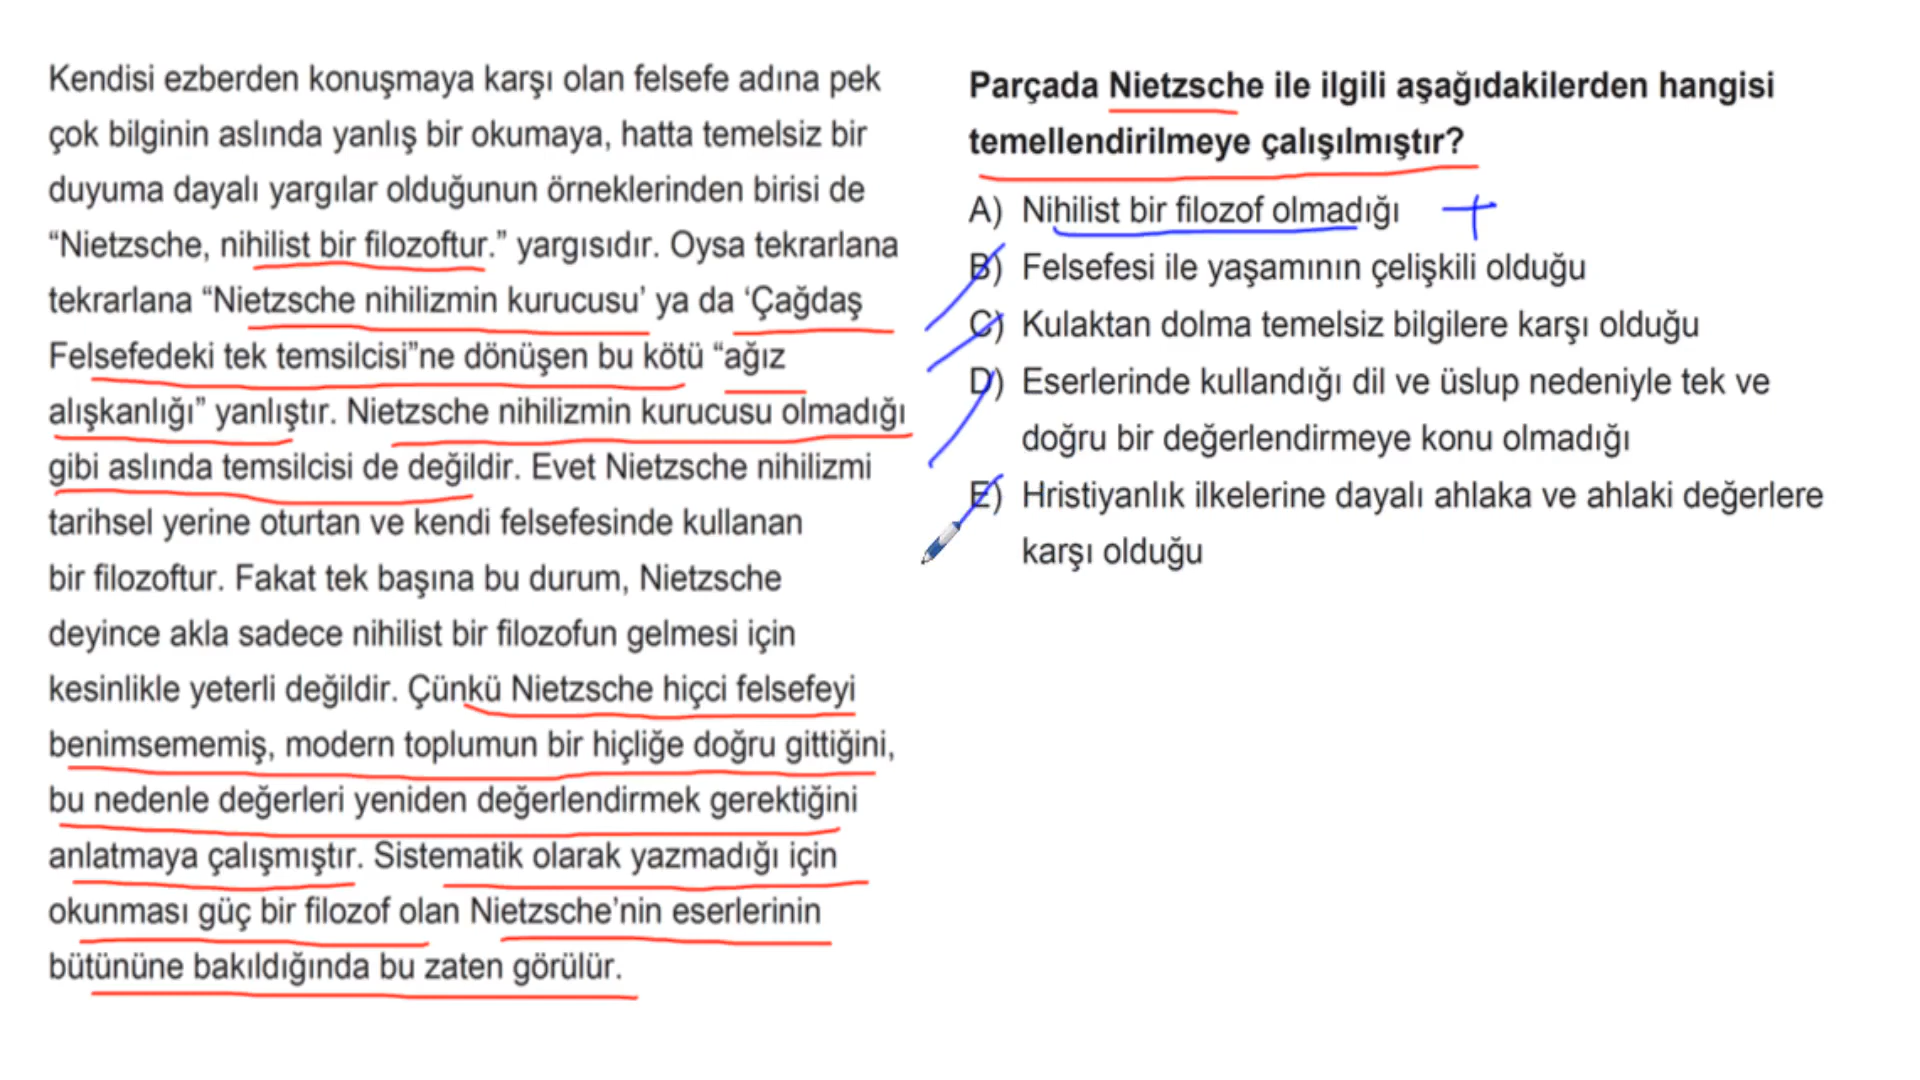 Kendisi ezberden konuşmaya karşı olan felsefe adına pek
çok bilginin aslında yanlış bir okumaya, hatta temelsiz bir
duyuma dayalı yargılar olduğunun örneklerinden birisi de
“Nietzsche, nihilist bir filozoftur.” yargısıdır. Oysa tekrarlana
tekrarlana “Nietzsche nihilizmin kurucusu’ ya da ‘Çağdaş
Felsefedeki tek temsilcisi”ne dönüşen bu kötü “ağız
alışkanlığı” yanlıştır. Nietzsche nihilizmin kurucusu olmadığı
gibi aslında temsilcisi de değildir. Evet Nietzsche nihilizmi
tarihsel yerine oturtan ve kendi felsefesinde kullanan
bir filozoftur. Fakat tek başına bu durum, Nietzsche
deyince akla sadece nihilist bir filozofun gelmesi için
kesinlikle yeterli değildir. Çünkü Nietzsche hiçci felsefeyi
benimsememiş, modern toplumun bir hiçliğe doğru gittiğini,
bu nedenle değerleri yeniden değerlendirmek gerektiğini
anlatmaya çalışmıştır. Sistematik olarak yazmadığı için
okunması güç bir filozof olan Nietzsche’nin eserlerinin
bütününe bakıldığında bu zaten görülür.
Parçada Nietzsche ile ilgili aşağıdakilerden hangisi
temellendirilmeye çalışılmıştır?
A) Nihilist bir filozof olmadığı +
B) Felsefesi ile yaşamının çelişkili olduğu
C) Kulaktan dolma temelsiz bilgilere karşı olduğu
D) Eserlerinde kullandığı dil ve üslup nedeniyle tek ve
doğru bir değerlendirmeye konu olmadığı
E) Hristiyanlık ilkelerine dayalı ahlaka ve ahlaki değerlere
karşı olduğu